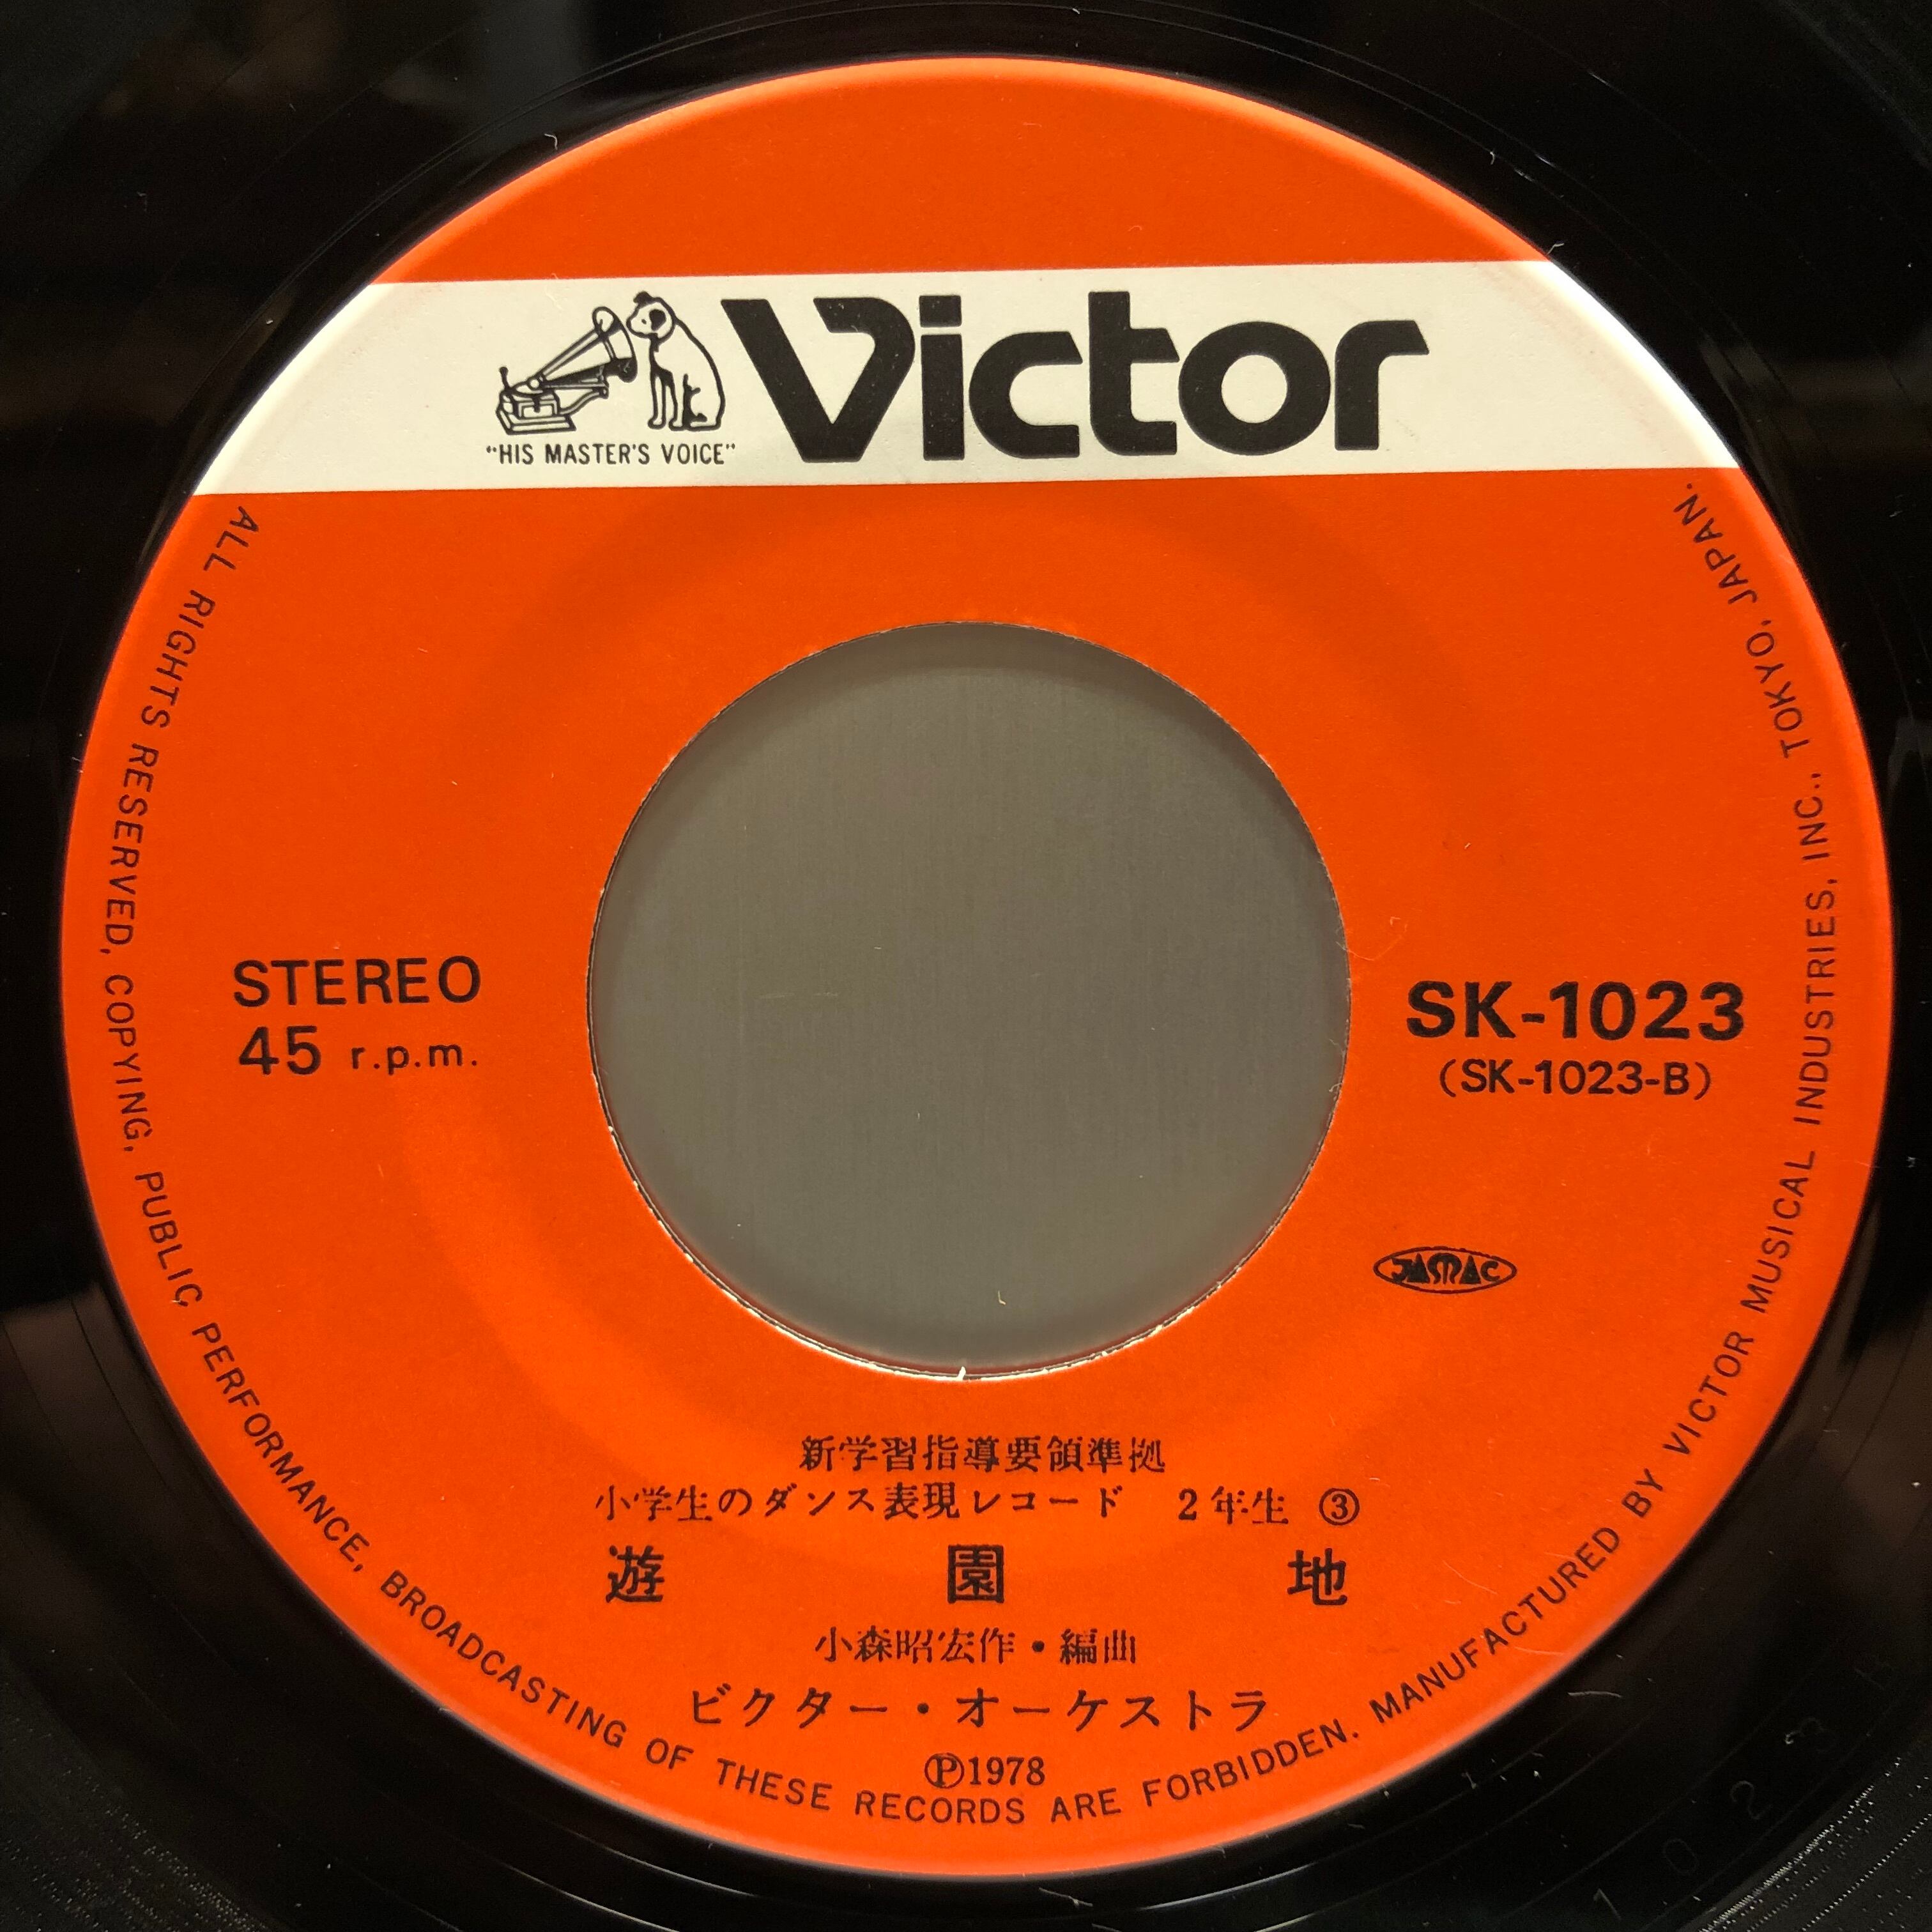 Victor
"HIS MASTER'S VOICE"
STEREO
45 r.p.m.
SK-1023
(SK-1023-B)
JASRAC
新学習指導要領準拠
小学生のダンス表現レコード 2年生 ③
遊園地
小森昭宏作・編曲
ビクター・オーケストラ
Ⓟ1978
ALL RIGHTS RESERVED, COPYING, PUBLIC PERFORMANCE, BROADCASTING OF THESE RECORDS ARE FORBIDDEN. MANUFACTURED BY VICTOR MUSICAL INDUSTRIES, INC., TOKYO, JAPAN.
1023